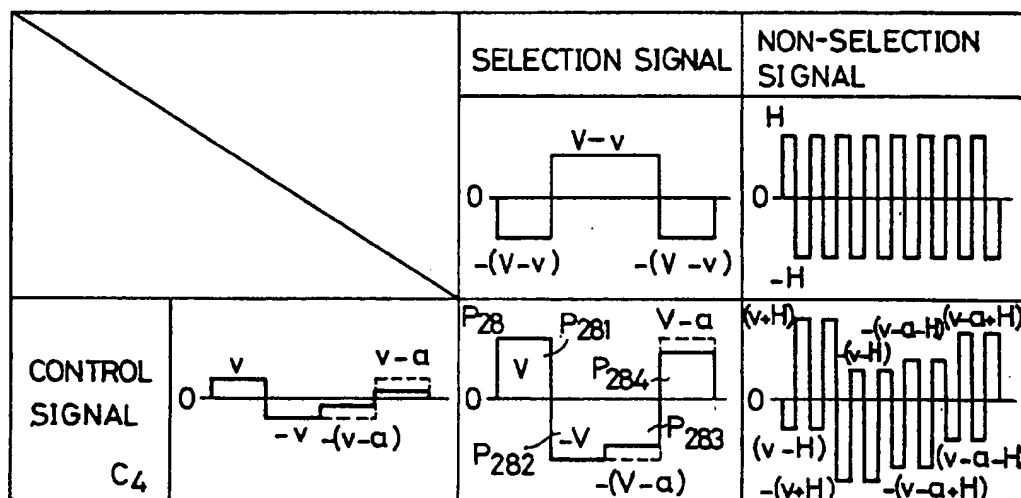 SELECTION SIGNAL
NON-SELECTION
SIGNAL
V-v
0
-(V-v)
-(V-v)
H
0
-H
CONTROL
SIGNAL
C4
v
v-a
0
-v
-(v-a)
P28
P281
V-a
V
P284
0
P282
-V
P283
-(V-a)
(v+H)
-(v-H)
-(v-a-H)
(v-a+H)
0
(v-H)
(v-a-H)
-(v+H)
-(v-a+H)